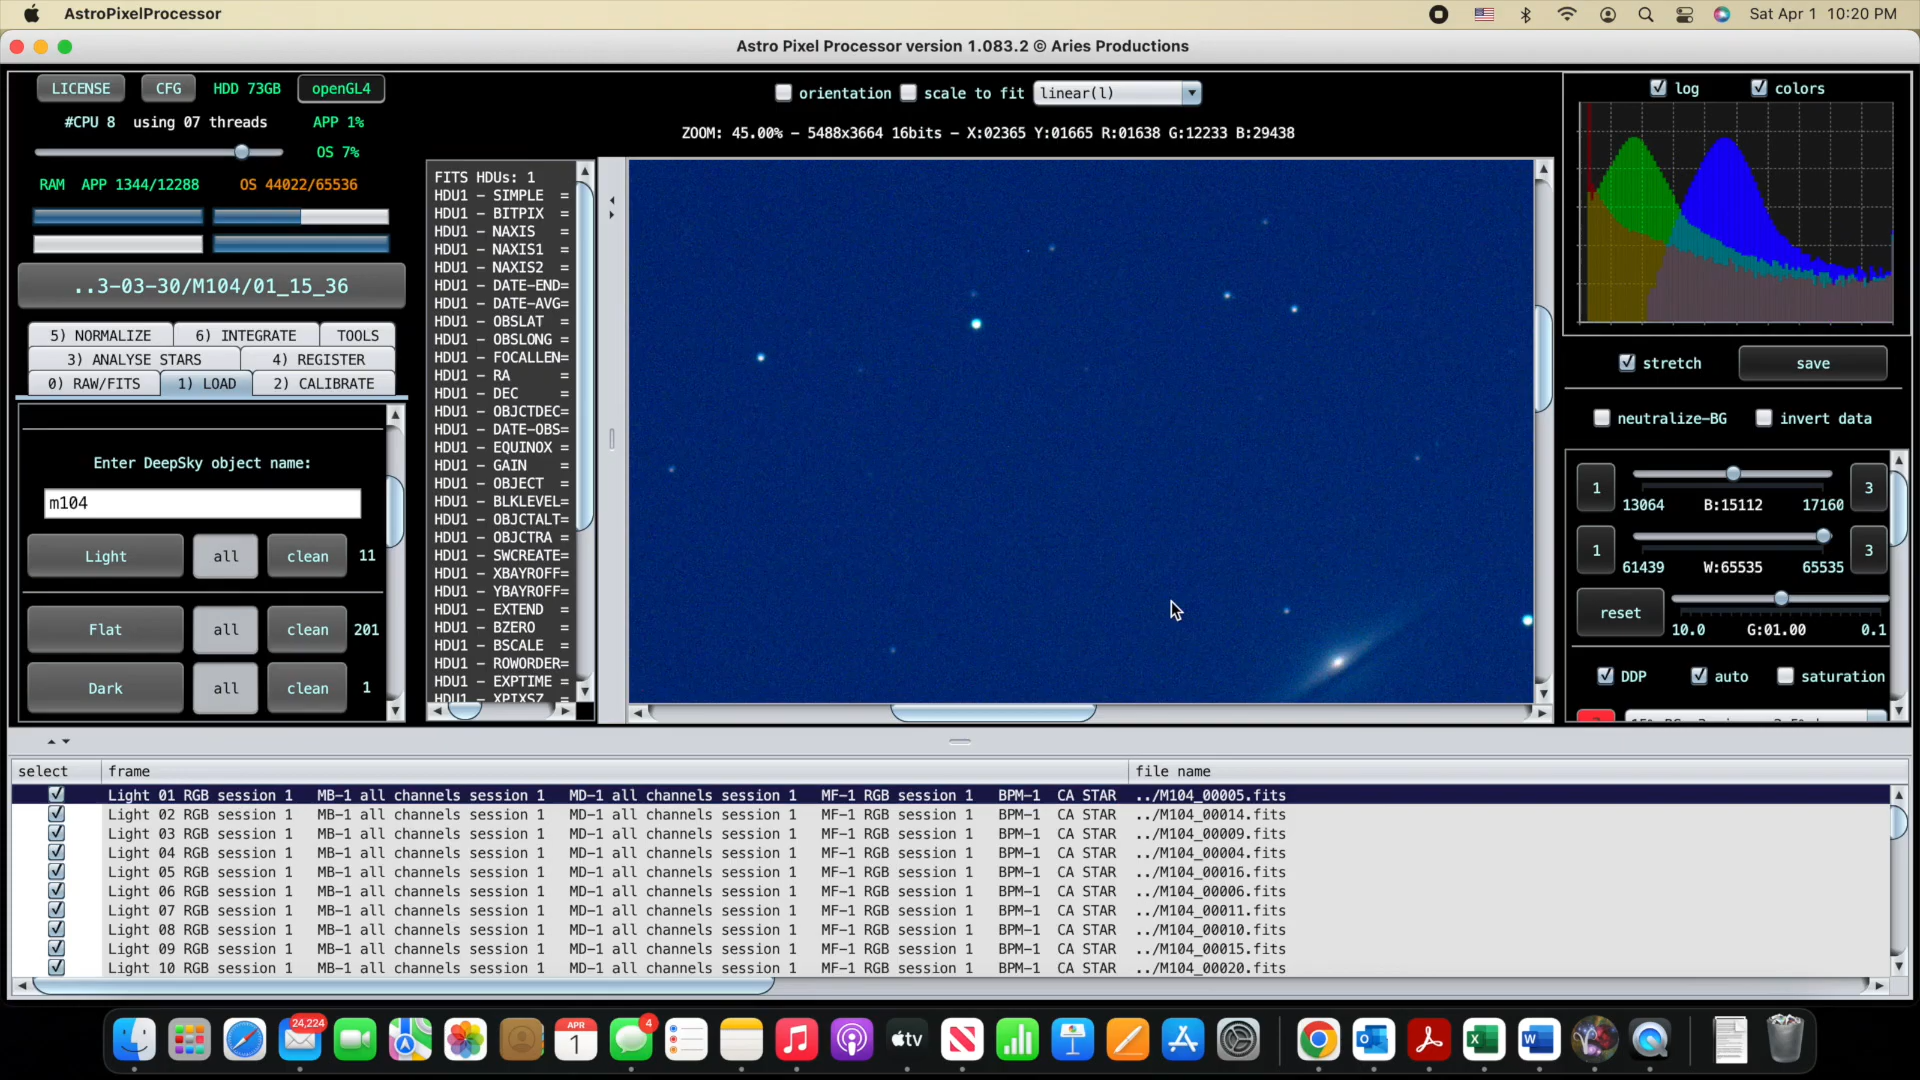 AstroPixelProcessor
Sat Apr 1 10:20 PM
Astro Pixel Processor version 1.083.2 © Aries Productions
LICENSE CFG HDD 73GB openGL4
#CPU 8 using 07 threads APP 1%
OS 7%
RAM APP 1344/12288 OS 44022/65536
..3-03-30/M104/01_15_36
5) NORMALIZE 6) INTEGRATE TOOLS
3) ANALYSE STARS 4) REGISTER
0) RAW/FITS 1) LOAD 2) CALIBRATE
Enter DeepSky object name:
m104
Light all clean 11
Flat all clean 201
Dark all clean 1
FITS HDUs: 1
HDU1 - SIMPLE =
HDU1 - BITPIX =
HDU1 - NAXIS =
HDU1 - NAXIS1 =
HDU1 - NAXIS2 =
HDU1 - DATE-END=
HDU1 - DATE-AVG=
HDU1 - OBSLAT =
HDU1 - OBSLONG =
HDU1 - FOCALLEN=
HDU1 - RA =
HDU1 - DEC =
HDU1 - OBJCTDEC=
HDU1 - DATE-OBS=
HDU1 - EQUINOX =
HDU1 - GAIN =
HDU1 - OBJECT =
HDU1 - BLKLEVEL=
HDU1 - OBJCTALT=
HDU1 - OBJCTRA =
HDU1 - SWCREATE=
HDU1 - XBAYROFF=
HDU1 - YBAYROFF=
HDU1 - EXTEND =
HDU1 - BZERO =
HDU1 - BSCALE =
HDU1 - ROWORDER=
HDU1 - EXPTIME =
HDU1 - XPIXSZ =
orientation scale to fit linear(l)
ZOOM: 45.00% - 5488x3664 16bits - X:02365 Y:01665 R:01638 G:12233 B:29438
log colors
stretch save
neutralize-BG invert data
1 3
13064 B:15112 17160
1 3
61439 W:65535 65535
reset
10.0 G:01.00 0.1
DDP auto saturation
select frame file name
Light 01 RGB session 1 MB-1 all channels session 1 MD-1 all channels session 1 MF-1 RGB session 1 BPM-1 CA STAR ../M104_00005.fits
Light 02 RGB session 1 MB-1 all channels session 1 MD-1 all channels session 1 MF-1 RGB session 1 BPM-1 CA STAR ../M104_00014.fits
Light 03 RGB session 1 MB-1 all channels session 1 MD-1 all channels session 1 MF-1 RGB session 1 BPM-1 CA STAR ../M104_00009.fits
Light 04 RGB session 1 MB-1 all channels session 1 MD-1 all channels session 1 MF-1 RGB session 1 BPM-1 CA STAR ../M104_00004.fits
Light 05 RGB session 1 MB-1 all channels session 1 MD-1 all channels session 1 MF-1 RGB session 1 BPM-1 CA STAR ../M104_00016.fits
Light 06 RGB session 1 MB-1 all channels session 1 MD-1 all channels session 1 MF-1 RGB session 1 BPM-1 CA STAR ../M104_00006.fits
Light 07 RGB session 1 MB-1 all channels session 1 MD-1 all channels session 1 MF-1 RGB session 1 BPM-1 CA STAR ../M104_00011.fits
Light 08 RGB session 1 MB-1 all channels session 1 MD-1 all channels session 1 MF-1 RGB session 1 BPM-1 CA STAR ../M104_00010.fits
Light 09 RGB session 1 MB-1 all channels session 1 MD-1 all channels session 1 MF-1 RGB session 1 BPM-1 CA STAR ../M104_00015.fits
Light 10 RGB session 1 MB-1 all channels session 1 MD-1 all channels session 1 MF-1 RGB session 1 BPM-1 CA STAR ../M104_00020.fits
24,224
APR
1
4
tv